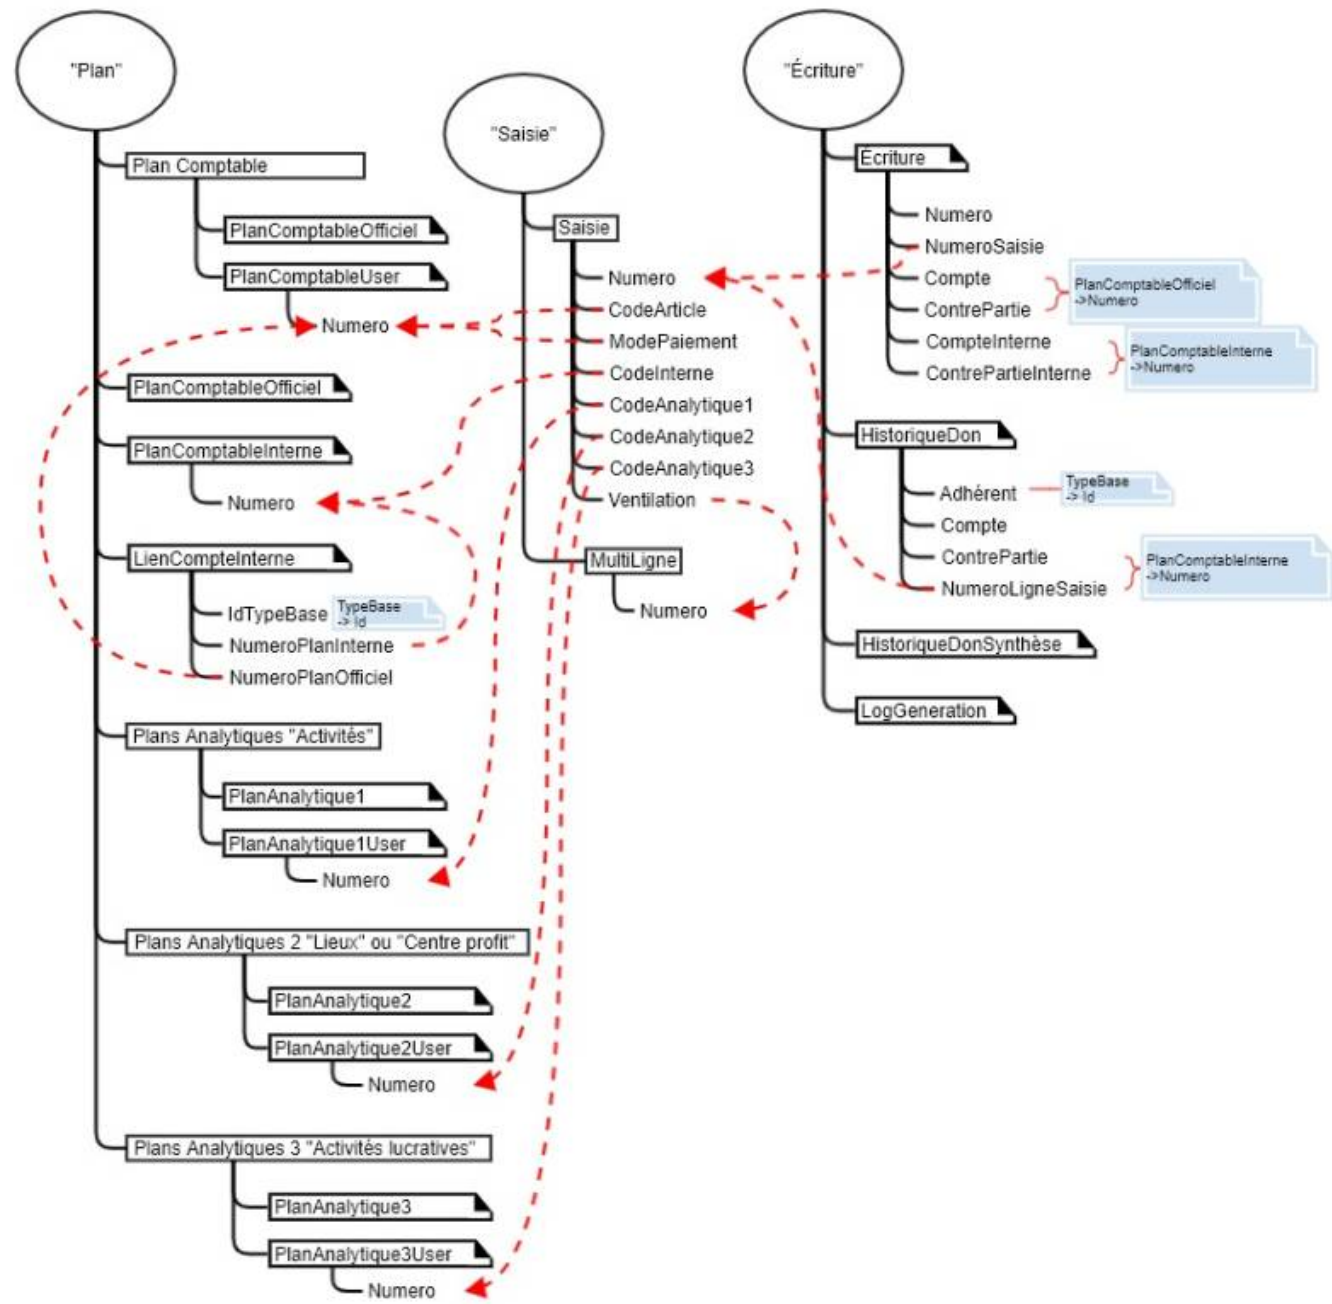 "Plan"
Plan Comptable
PlanComptableOfficiel
PlanComptableUser
Numero
PlanComptableOfficiel
PlanComptableInterne
Numero
LienCompteInterne
IdTypeBase
TypeBase
-> Id
NumeroPlanInterne
NumeroPlanOfficiel
Plans Analytiques "Activités"
PlanAnalytique1
PlanAnalytique1User
Numero
Plans Analytiques 2 "Lieux" ou "Centre profit"
PlanAnalytique2
PlanAnalytique2User
Numero
Plans Analytiques 3 "Activités lucratives"
PlanAnalytique3
PlanAnalytique3User
Numero
"Saisie"
Saisie
Numero
CodeArticle
ModePaiement
CodeInterne
CodeAnalytique1
CodeAnalytique2
CodeAnalytique3
Ventilation
MultiLigne
Numero
"Écriture"
Écriture
Numero
NumeroSaisie
Compte
ContrePartie
PlanComptableOfficiel
->Numero
CompteInterne
ContrePartieInterne
PlanComptableInterne
->Numero
HistoriqueDon
Adhérent
TypeBase
-> Id
Compte
ContrePartie
NumeroLigneSaisie
PlanComptableInterne
->Numero
HistoriqueDonSynthèse
LogGeneration